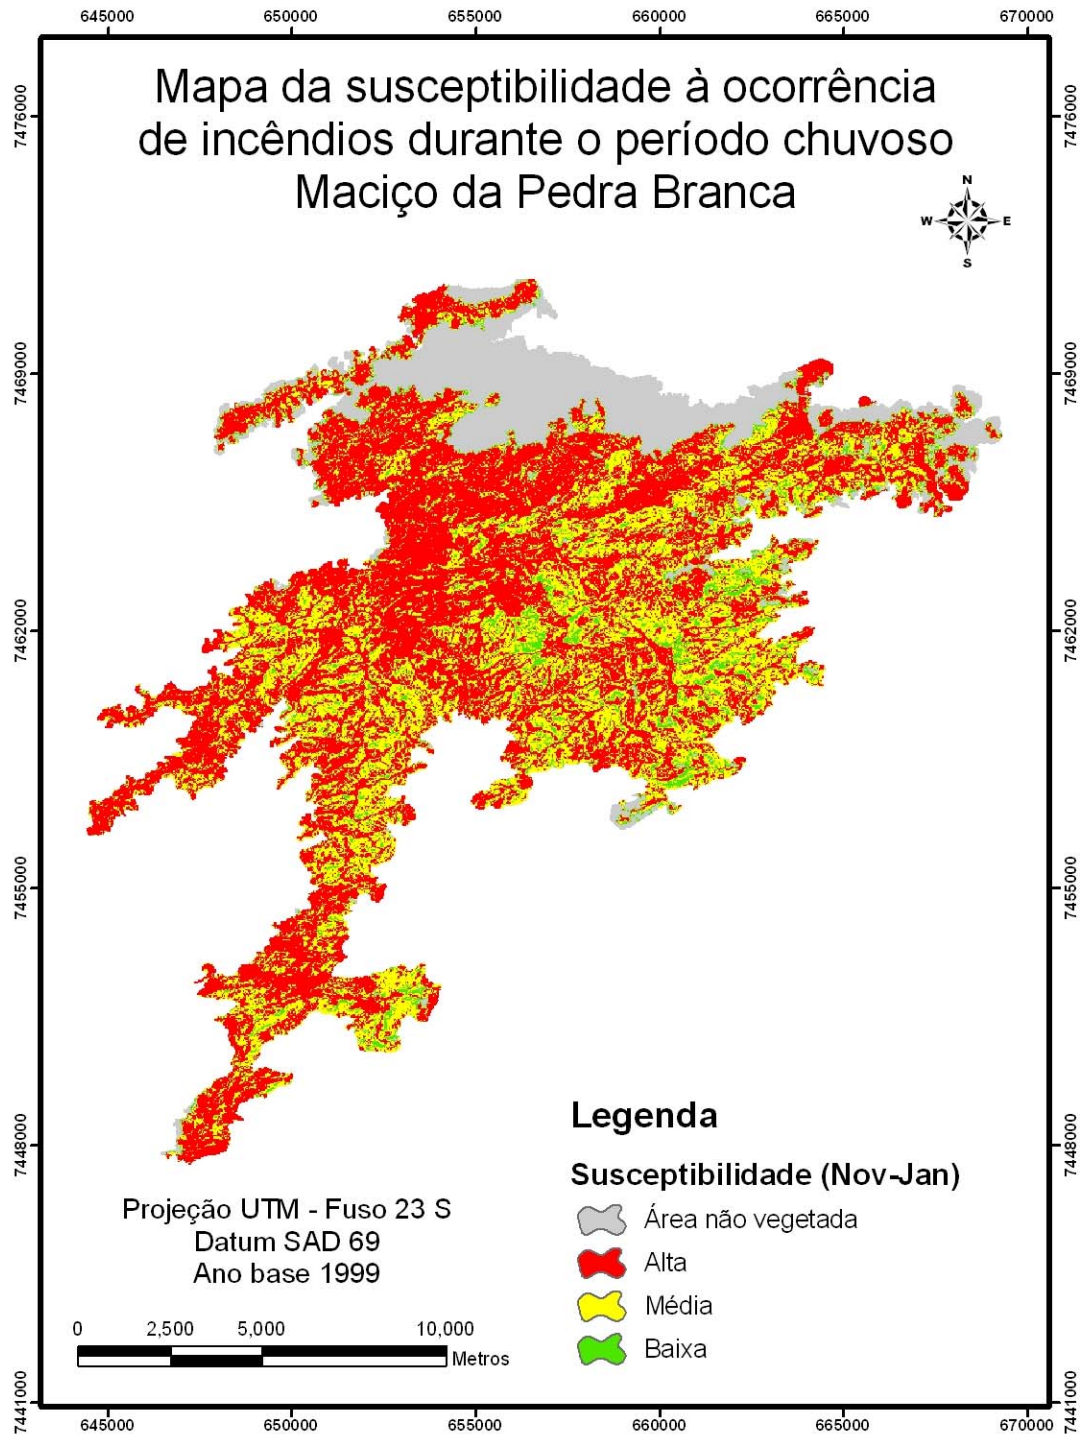 645000 650000 655000 660000 665000 670000
Mapa da susceptibilidade à ocorrência
de incêndios durante o período chuvoso
Maciço da Pedra Branca
N
W E
S
7476000 7476000
7469000 7469000
7462000 7462000
7455000 7455000
7448000 7448000
7441000 7441000
Legenda
Susceptibilidade (Nov-Jan)
Área não vegetada
Alta
Média
Baixa
Projeção UTM - Fuso 23 S
Datum SAD 69
Ano base 1999
0 2,500 5,000 10,000
Metros
645000 650000 655000 660000 665000 670000